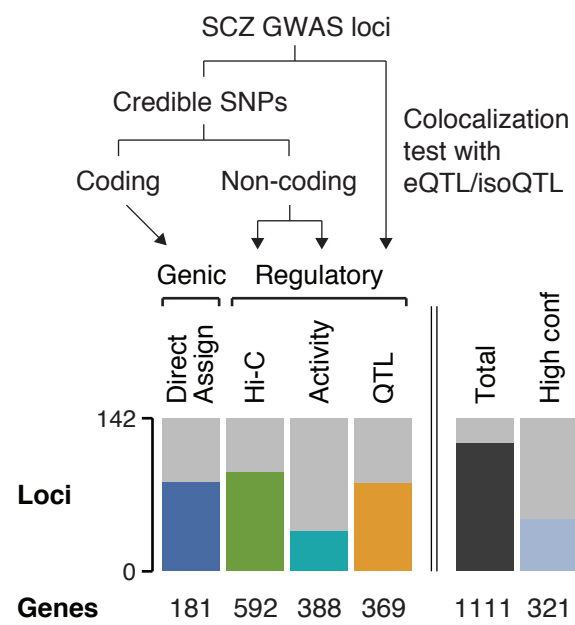 SCZ GWAS loci
Credible SNPs
Colocalization
test with
eQTL/isoQTL
Coding
Non-coding
Genic
Regulatory
Direct
Assign
Hi-C
Activity
QTL
Total
High conf
142
Loci
0
Genes 181 592 388 369 1111 321